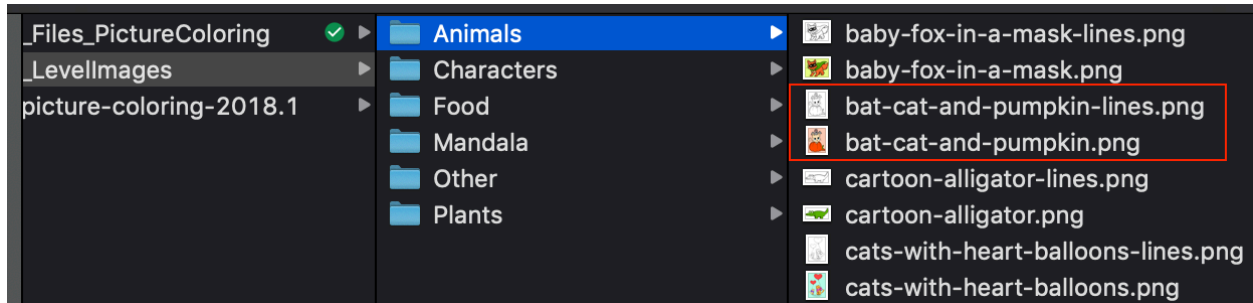 _Files_PictureColoring
_LevelImages
picture-coloring-2018.1
Animals
Characters
Food
Mandala
Other
Plants
baby-fox-in-a-mask-lines.png
baby-fox-in-a-mask.png
bat-cat-and-pumpkin-lines.png
bat-cat-and-pumpkin.png
cartoon-alligator-lines.png
cartoon-alligator.png
cats-with-heart-balloons-lines.png
cats-with-heart-balloons.png